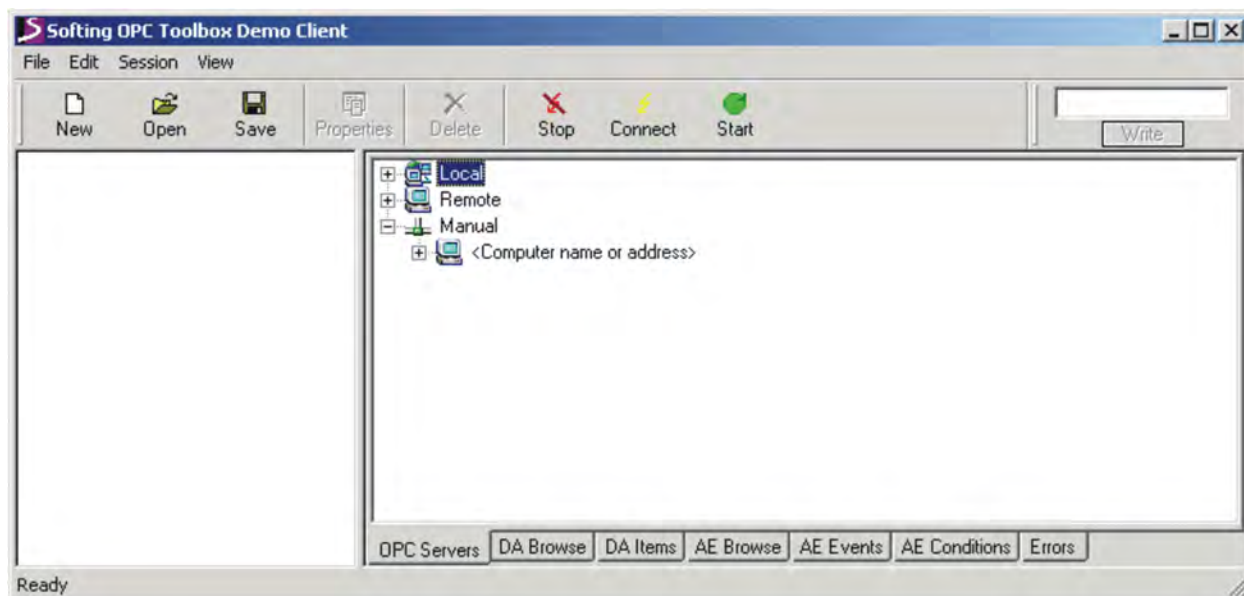 Softing OPC Toolbox Demo Client
File Edit Session View
New Open Save Properties Delete Stop Connect Start Write
Local
Remote
Manual
<Computer name or address>
OPC Servers DA Browse DA Items AE Browse AE Events AE Conditions Errors
Ready